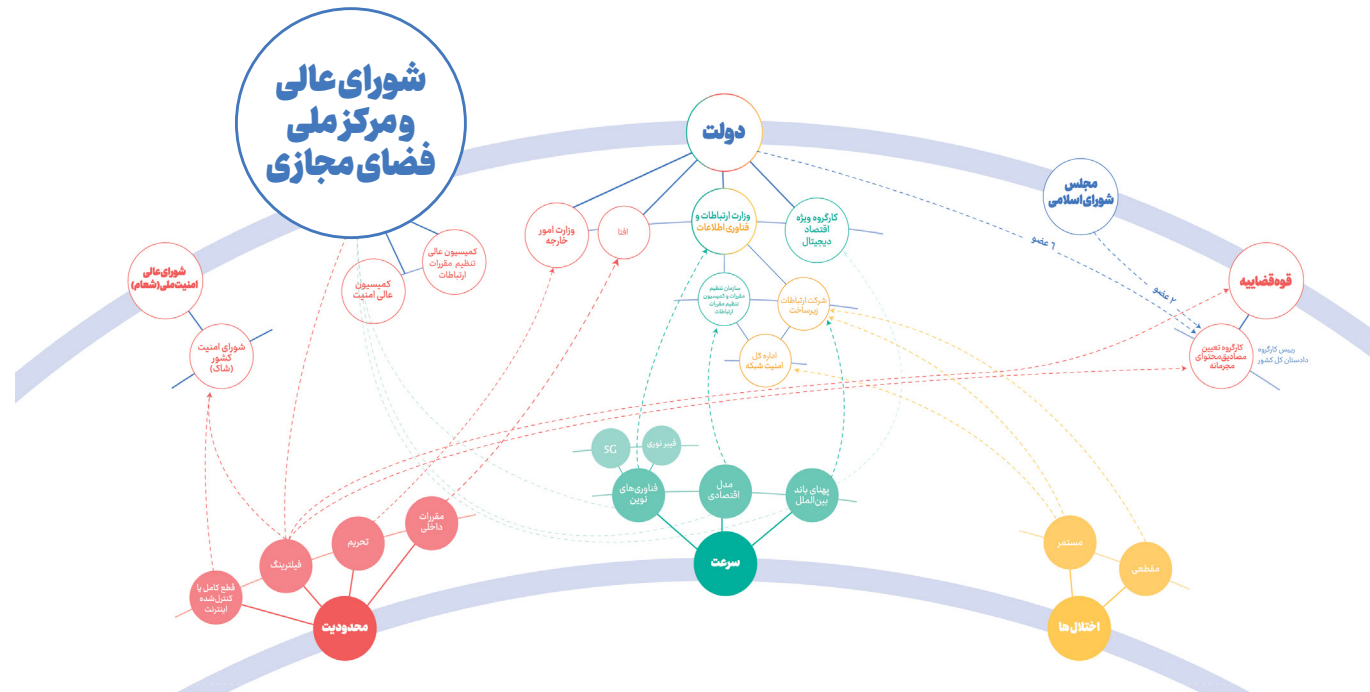 شورای عالی
و مرکز ملی
فضای مجازی
دولت
مجلس
شورای اسلامی
قوه قضاییه
شورای عالی
امنیت ملی (شعام)
شورای امنیت
کشور
(شاک)
کمیسیون
عالی امنیت
کمیسیون عالی
تنظیم مقررات
ارتباطات
وزارت امور
خارجه
افتا
وزارت ارتباطات و
فناوری اطلاعات
کارگروه ویژه
اقتصاد
دیجیتال
سازمان تنظیم
مقررات و کمیسیون
تنظیم مقررات
ارتباطات
شرکت ارتباطات
زیرساخت
اداره کل
امنیت شبکه
۶ عضو
۲ عضو
کارگروه تعیین
مصادیق محتوای
مجرمانه
رییس کارگروه
دادستان کل کشور
5G
فیبر نوری
فناوری‌های
نوین
مدل
اقتصادی
پهنای باند
بین‌الملل
سرعت
قطع کامل یا
کنترل‌شده
اینترنت
فیلترینگ
تحریم
مقررات
داخلی
محدودیت
مستمر
مقطعی
اختلال‌ها